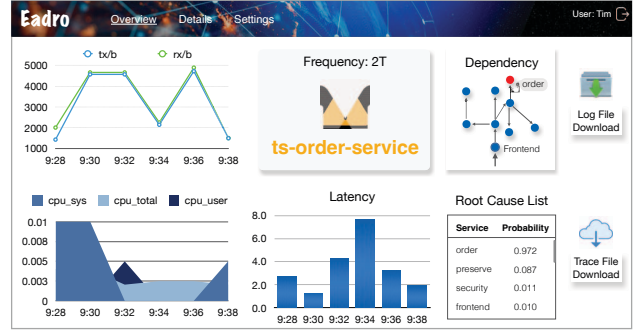 Eadro
Overview Details Settings
User: Tim
tx/b rx/b
5000
4000
3000
2000
1000
9:28 9:30 9:32 9:34 9:36 9:38
Frequency: 2T
ts-order-service
Dependency
order
Frontend
Log File
Download
cpu_sys cpu_total cpu_user
0.01
0.008
0.005
0.003
0
9:28 9:30 9:32 9:34 9:36 9:38
Latency
8.0
6.0
4.0
2.0
0.0
9:28 9:30 9:32 9:34 9:36 9:38
Root Cause List
Service Probability
order 0.972
preserve 0.087
security 0.011
frontend 0.010
Trace File
Download